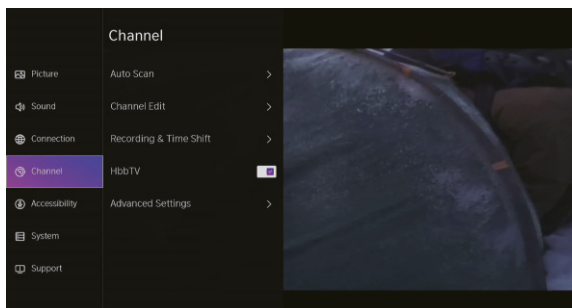 Channel
Picture
Sound
Connection
Channel
Accessibility
System
Support
Auto Scan
Channel Edit
Recording & Time Shift
HbbTV
Advanced Settings